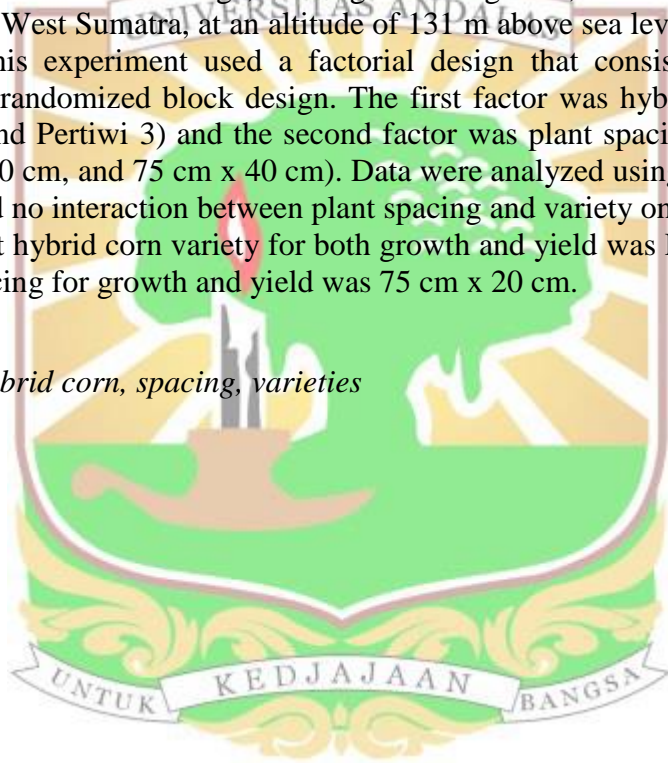 UNIVERSITAS ANDALAS
West Sumatra, at an altitude of 131 m above sea lev
his experiment used a factorial design that consis
randomized block design. The first factor was hyb
nd Pertiwi 3) and the second factor was plant spaci
0 cm, and 75 cm x 40 cm). Data were analyzed using
d no interaction between plant spacing and variety on
t hybrid corn variety for both growth and yield was
cing for growth and yield was 75 cm x 20 cm.
brid corn, spacing, varieties
UNTUK KEDJAJAAN BANGSA